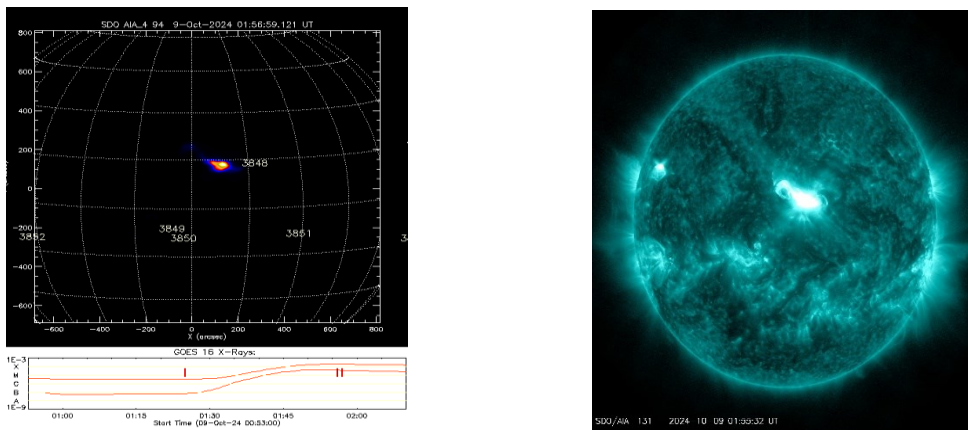 SDO AIA_4 94  9-Oct-2024 01:56:59.121 UT
800
600
400
200
0
−200
−400
−600
3848
3849
3850
3851
3852
−600 −400 −200 0 200 400 600 800
X (arcsec)
GOES 16 X-Rays:
1E-3
X
M
C
B
A
1E-9
01:00 01:15 01:30 01:45 02:00
Start Time (09-Oct-24 00:53:00)
SDO/AIA 131 2024-10-09 01:55:32 UT